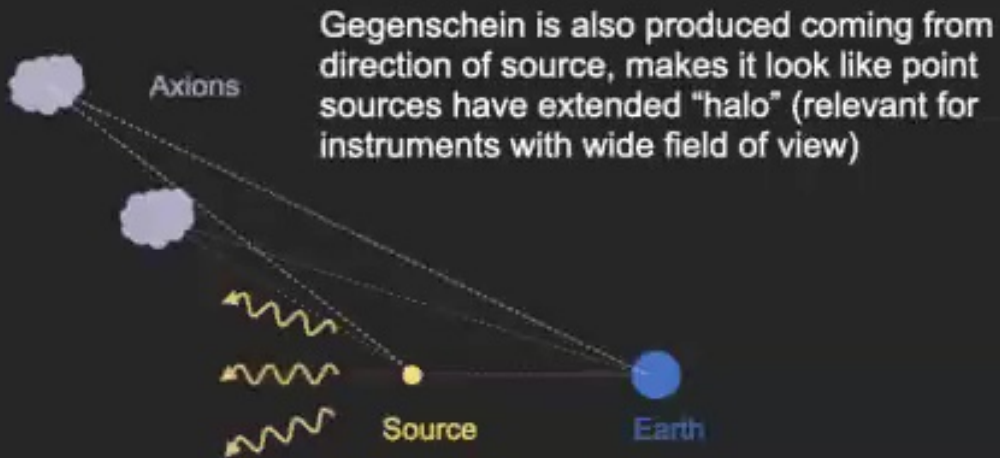 Gegenschein is also produced coming from
direction of source, makes it look like point
sources have extended “halo” (relevant for
instruments with wide field of view)
Axions
Source
Earth